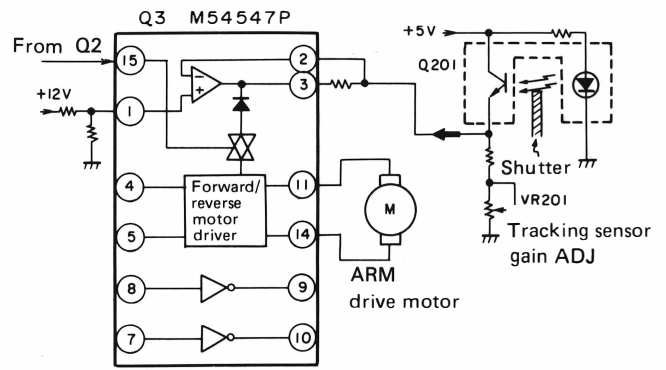 Q3 M54547P
From Q2
+12V
15
1
2
3
−
+
4
5
Forward/
reverse
motor
driver
11
14
M
ARM
drive motor
8
9
7
10
+5V
Q201
Shutter
VR201
Tracking sensor
gain ADJ